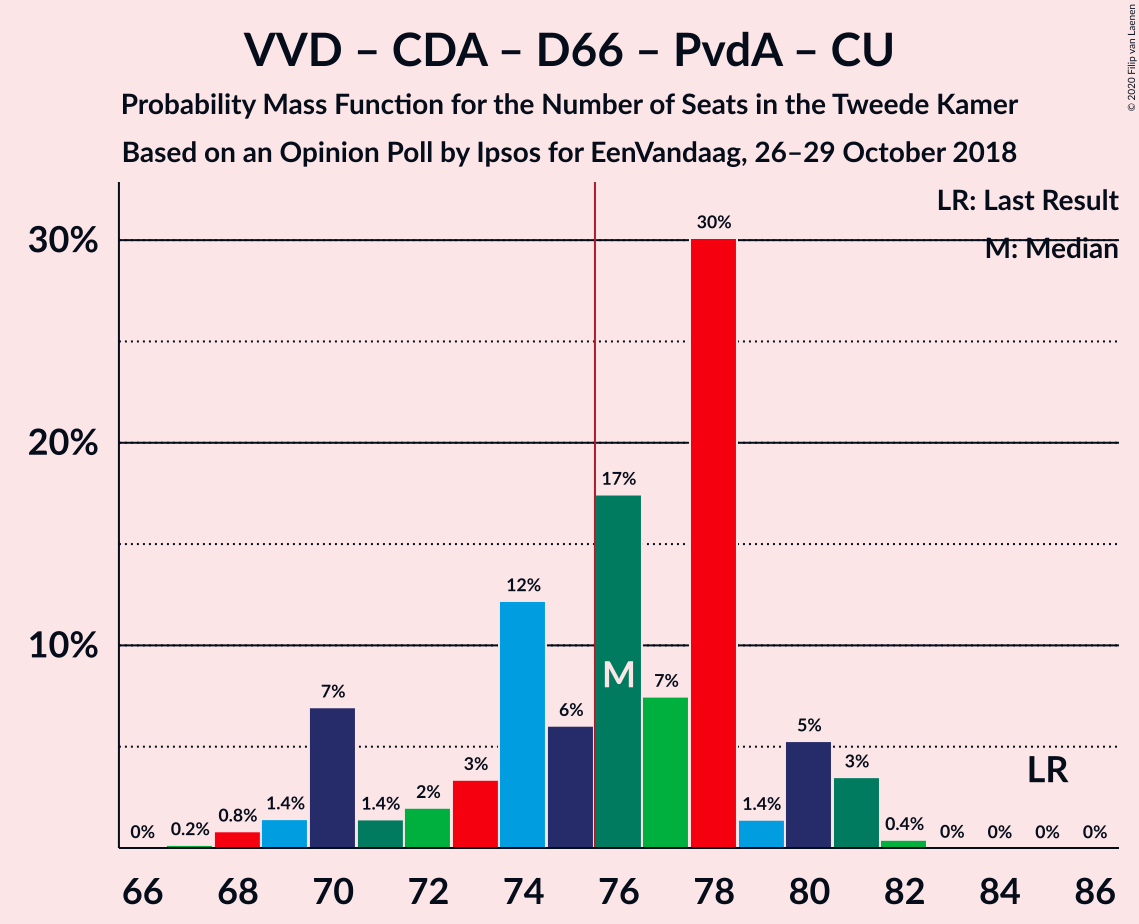 VVD – CDA – D66 – PvdA – CU
Probability Mass Function for the Number of Seats in the Tweede Kamer
Based on an Opinion Poll by Ipsos for EenVandaag, 26–29 October 2018
© 2020 Filip van Laenen
LR: Last Result
M: Median
30%
20%
10%
0% 0.2% 0.8% 1.4% 7% 1.4% 2% 3% 12% 6% 17% 7% 30% 1.4% 5% 3% 0.4% 0% 0% 0% 0%
M
LR
66 68 70 72 74 76 78 80 82 84 86